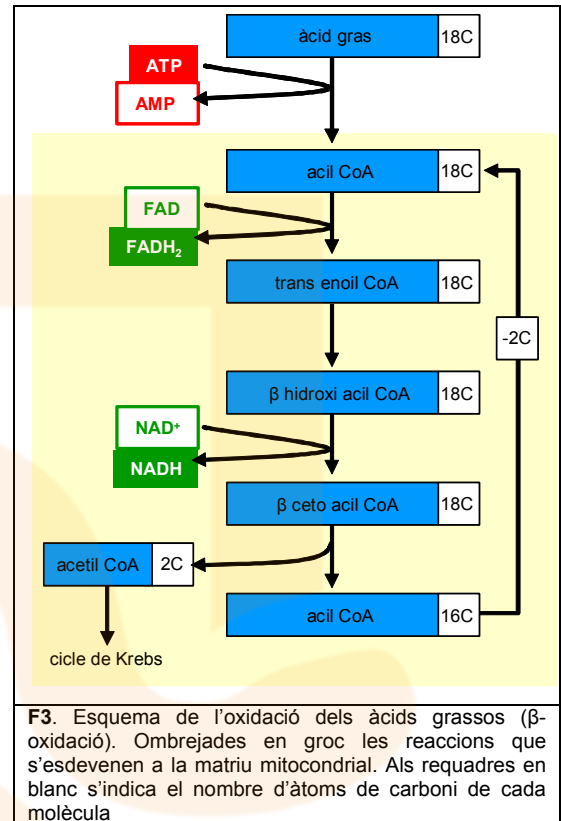 àcid gras 18C
ATP
AMP
acil CoA 18C
FAD
FADH₂
trans enoil CoA 18C
-2C
β hidroxi acil CoA 18C
NAD⁺
NADH
β ceto acil CoA 18C
acetil CoA 2C
acil CoA 16C
cicle de Krebs
F3. Esquema de l'oxidació dels àcids grassos (β-
oxidació). Ombrejades en groc les reaccions que
s'esdevenen a la matriu mitocondrial. Als requadres en
blanc s'indica el nombre d'àtoms de carboni de cada
molècula